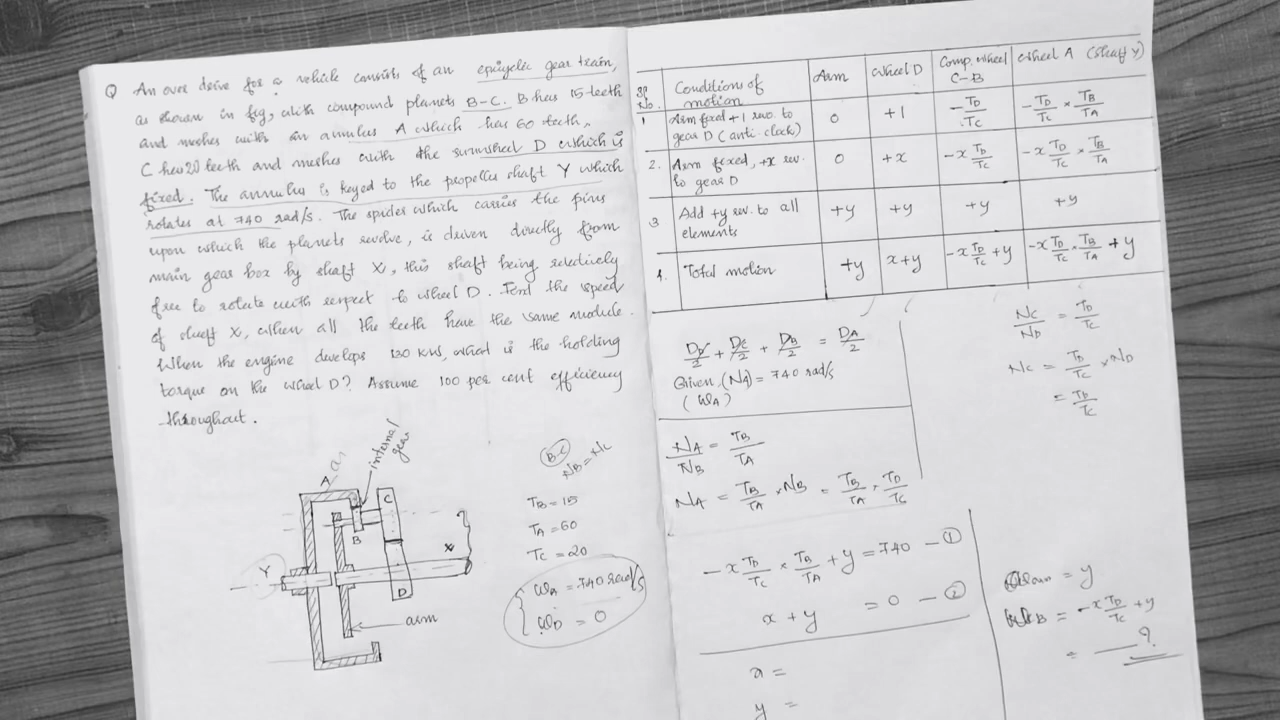 Q An over drive for a vehicle consists of an epicyclic gear train,
as shown in fig, with compound planets B-C. B has 15 teeth
and meshes with an annulus A which has 60 teeth,
C has 20 teeth and meshes with the sunwheel D which is
fixed. The annulus is keyed to the propeller shaft Y which
rotates at 740 rad/s. The spider which carries the pins
upon which the planets revolve, is driven directly from
main gear box by shaft X, this shaft being relatively
free to rotate with respect to wheel D. Find the speed
of shaft X, when all the teeth have the same module.
When the engine develops 130 kW, what is the holding
torque on the wheel D? Assume 100 per cent efficiency
throughout.
A
internal
gear
C
B
Y
X
D
arm
B-C
NB = NC
TB = 15
TA = 60
TC = 20
ωA = 740 rad/s
ωD = 0
Sl No. Conditions of motion Arm Wheel D Comp. wheel C-B Wheel A (Shaft Y)
1 Arm fixed +1 rev. to gear D (anti. clock) 0 +1 -TD/TC -TD/TC × TB/TA
2. Arm fixed, +x rev. to gear D 0 +x -x TD/TC -x TD/TC × TB/TA
3 Add +y rev. to all elements +y +y +y +y
4. Total motion +y x+y -x TD/TC +y -x TD/TC × TB/TA + y
DD/2 + DC/2 + DB/2 = DA/2
Given, (NA) = 740 rad/s
(ωA)
NA/NB = TB/TA
NA = TB/TA × NB = TB/TA × TD/TC
NC/ND = TD/TC
NC = TD/TC × ND
= TD/TC
-x TD/TC × TB/TA + y = 740 - ①
x + y = 0 - ②
x =
y =
ωarm = y
= -x TD/TC + y
= ?